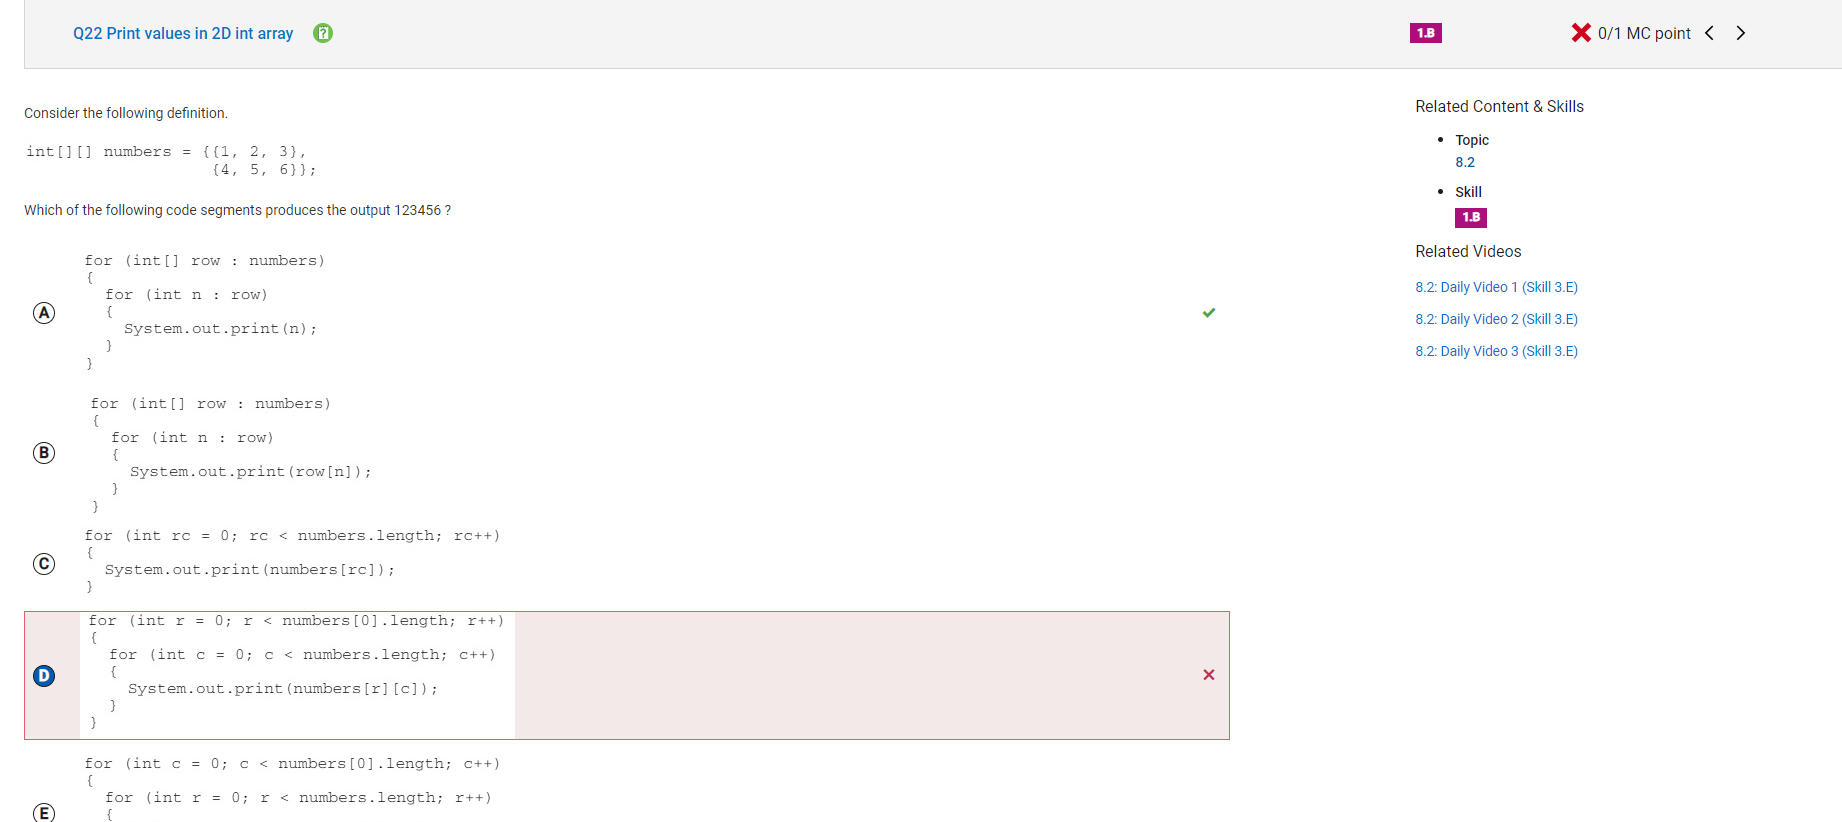 Q22 Print values in 2D int array
1.B
0/1 MC point
Consider the following definition.
int[][] numbers = {{1, 2, 3},
{4, 5, 6}};
Which of the following code segments produces the output 123456 ?
A
for (int[] row : numbers)
{
for (int n : row)
{
System.out.print(n);
}
}
B
for (int[] row : numbers)
{
for (int n : row)
{
System.out.print(row[n]);
}
}
C
for (int rc = 0; rc < numbers.length; rc++)
{
System.out.print(numbers[rc]);
}
D
for (int r = 0; r < numbers[0].length; r++)
{
for (int c = 0; c < numbers.length; c++)
{
System.out.print(numbers[r][c]);
}
}
E
for (int c = 0; c < numbers[0].length; c++)
{
for (int r = 0; r < numbers.length; r++)
{
Related Content & Skills
Topic
8.2
Skill
1.B
Related Videos
8.2: Daily Video 1 (Skill 3.E)
8.2: Daily Video 2 (Skill 3.E)
8.2: Daily Video 3 (Skill 3.E)